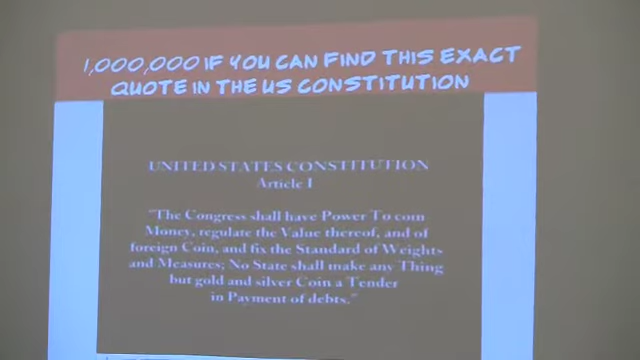 1,000,000 IF YOU CAN FIND THIS EXACT
QUOTE IN THE US CONSTITUTION
UNITED STATES CONSTITUTION
Article I
"The Congress shall have Power To coin
Money, regulate the Value thereof, and of
foreign Coin, and fix the Standard of Weights
and Measures; No State shall make any Thing
but gold and silver Coin a Tender
in Payment of debts."